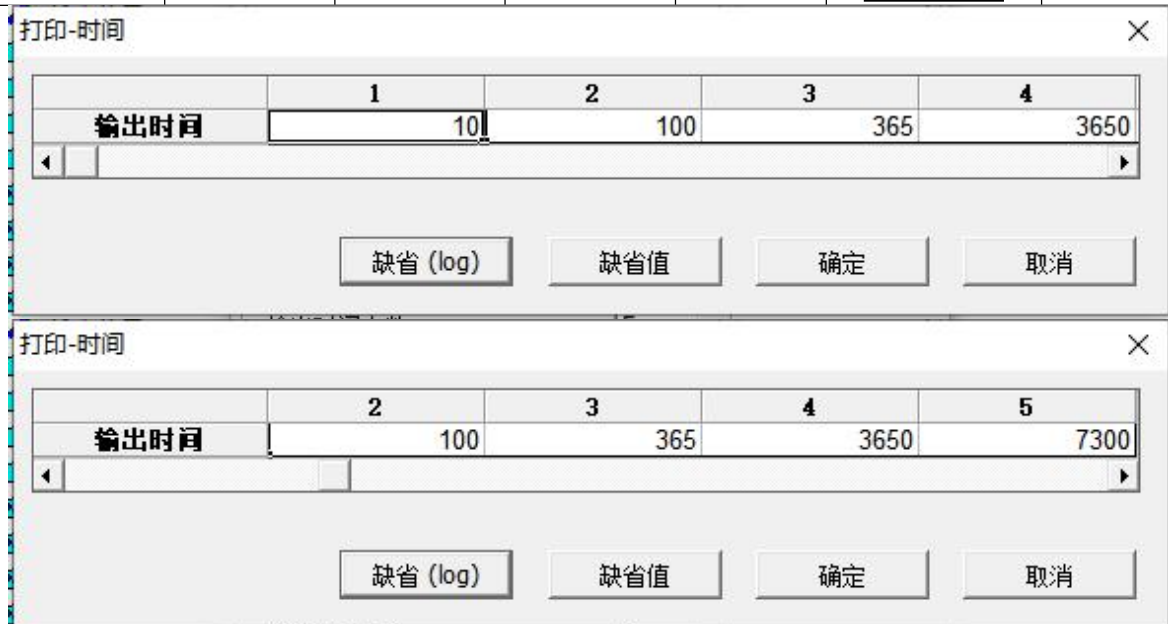 打印-时间
1 2 3 4
输出时间 10 100 365 3650
缺省 (log) 缺省值 确定 取消
打印-时间
2 3 4 5
输出时间 100 365 3650 7300
缺省 (log) 缺省值 确定 取消